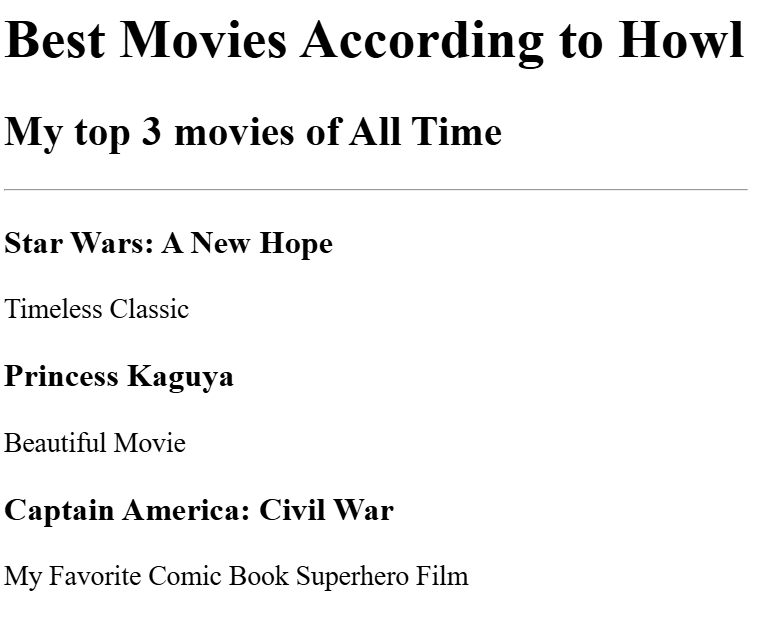 Best Movies According to Howl
My top 3 movies of All Time
Star Wars: A New Hope
Timeless Classic
Princess Kaguya
Beautiful Movie
Captain America: Civil War
My Favorite Comic Book Superhero Film